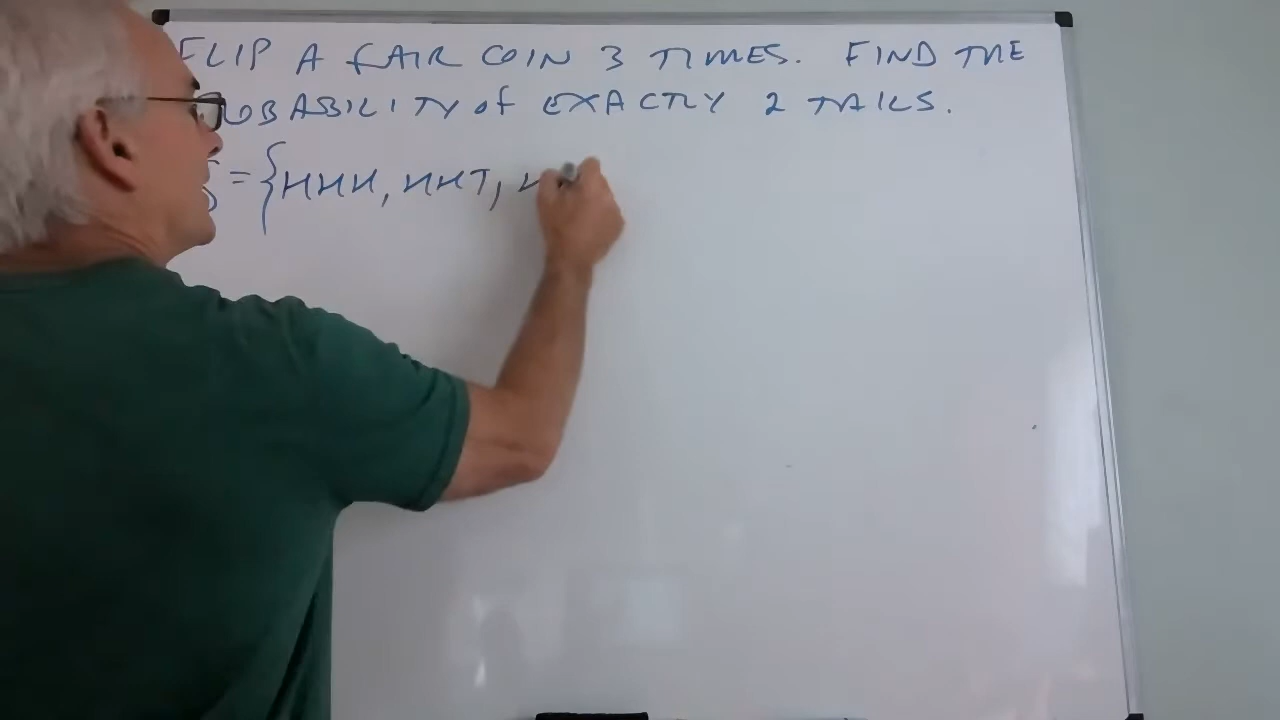 FLIP A FAIR COIN 3 TIMES. FIND THE
OBABILITY OF EXACTLY 2 TAILS.
S = {HHH, HHT, H